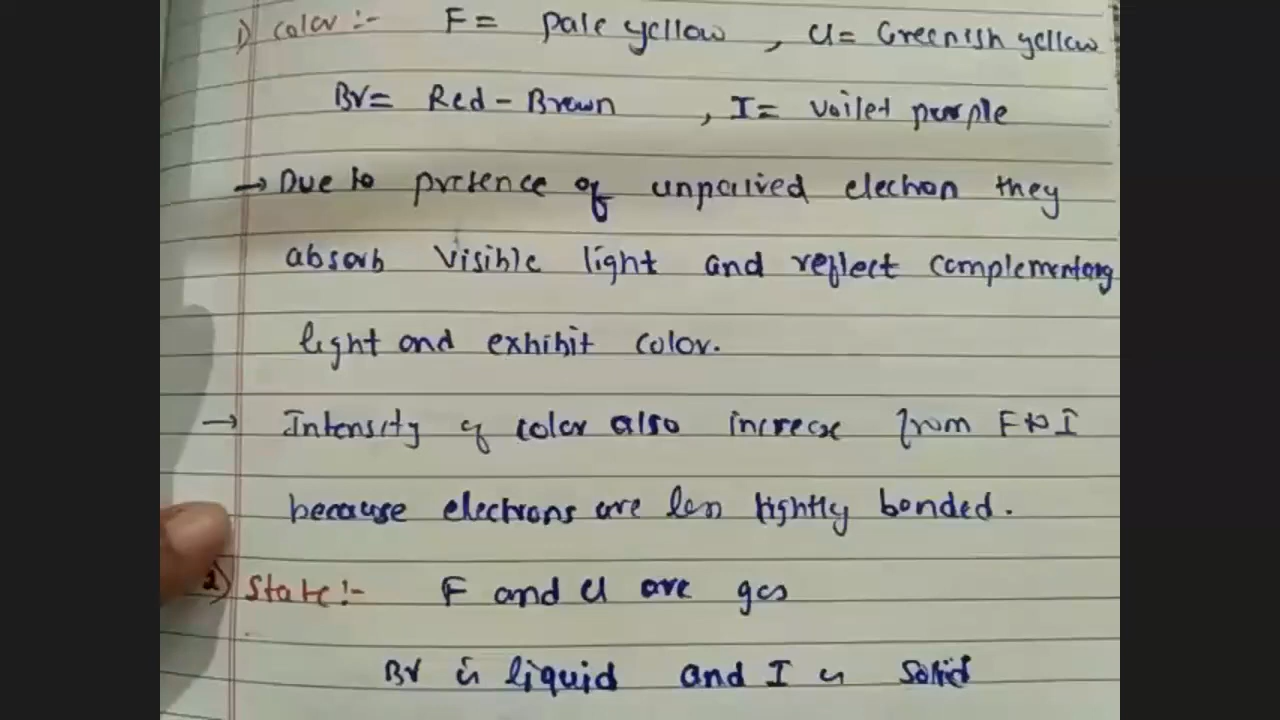 1) Color :- F = pale yellow , Cl = Greenish yellow
Br = Red - Brown , I = Voilet purple
→ Due to presence of unpaired electron they
absorb visible light and reflect complementary
light and exhibit color.
→ Intensity of color also increase from F to I
because electrons are less tightly bonded.
2) State :- F and Cl are gas
Br is liquid and I is Solid